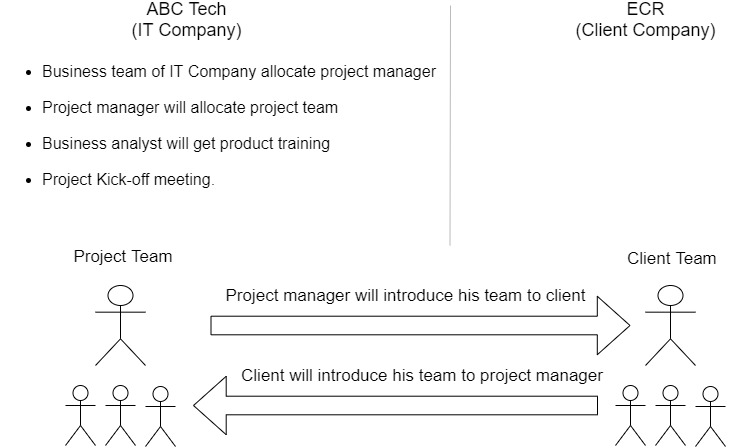 ABC Tech
(IT Company)
ECR
(Client Company)
• Business team of IT Company allocate project manager
• Project manager will allocate project team
• Business analyst will get product training
• Project Kick-off meeting.
Project Team
Client Team
Project manager will introduce his team to client
Client will introduce his team to project manager